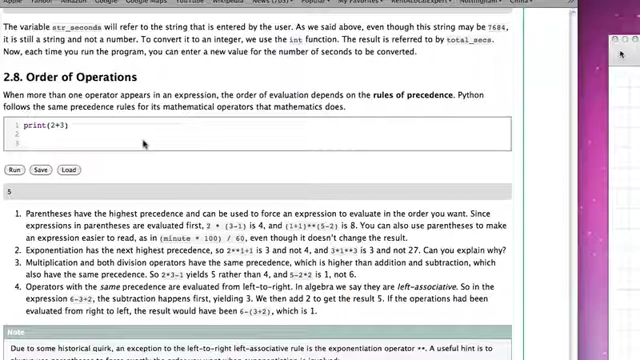 Apple Yahoo! Google Google Maps YouTube Wikipedia News (757) Popular KentAtLocalExpert Nottingham China
The variable str_seconds will refer to the string that is entered by the user. As we said above, even though this string may be 7684,
it is still a string and not a number. To convert it to an integer, we use the int function. The result is referred to by total_secs.
Now, each time you run the program, you can enter a new value for the number of seconds to be converted.
2.8. Order of Operations
When more than one operator appears in an expression, the order of evaluation depends on the rules of precedence. Python
follows the same precedence rules for its mathematical operators that mathematics does.
1 print(2+3)
2
3
Run Save Load
5
1. Parentheses have the highest precedence and can be used to force an expression to evaluate in the order you want. Since
expressions in parentheses are evaluated first, 2 * (3-1) is 4, and (1+1)**(5-2) is 8. You can also use parentheses to make
an expression easier to read, as in (minute * 100) / 60, even though it doesn't change the result.
2. Exponentiation has the next highest precedence, so 2**1+1 is 3 and not 4, and 3*1**3 is 3 and not 27. Can you explain why?
3. Multiplication and both division operators have the same precedence, which is higher than addition and subtraction, which
also have the same precedence. So 2*3-1 yields 5 rather than 4, and 5-2*2 is 1, not 6.
4. Operators with the same precedence are evaluated from left-to-right. In algebra we say they are left-associative. So in the
expression 6-3+2, the subtraction happens first, yielding 3. We then add 2 to get the result 5. If the operations had been
evaluated from right to left, the result would have been 6-(3+2), which is 1.
Note
Due to some historical quirk, an exception to the left-to-right left-associative rule is the exponentiation operator **. A useful hint is to